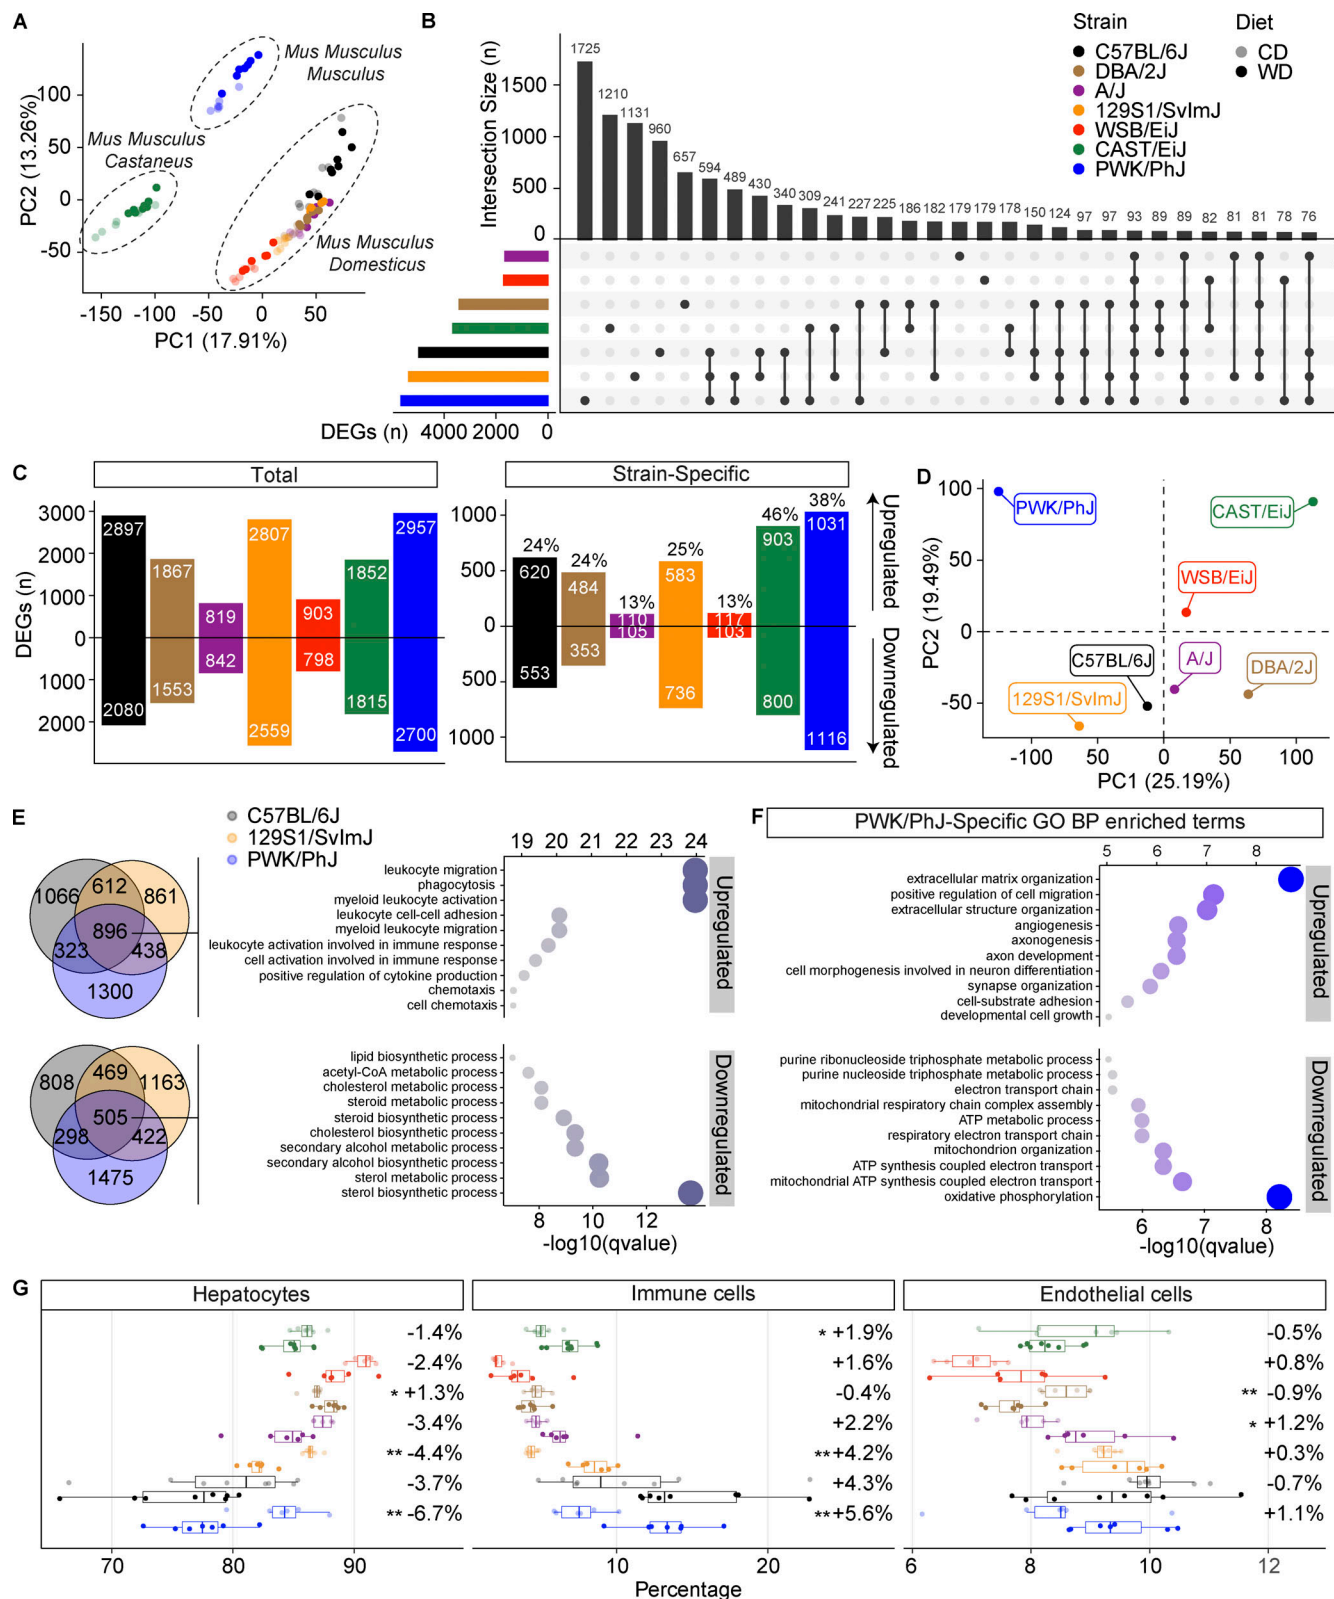 A
Mus Musculus
Musculus
Mus Musculus
Castaneus
Mus Musculus
Domesticus
100
50
0
-50
PC2 (13.26%)
-150 -100 -50 0 50
PC1 (17.91%)
B
Intersection Size (n)
1500
1000
500
0
1725
1210
1131
960
657
594
489
430
340
309
241
227
225
186
182
179
179
178
150
124
97
97
93
89
89
82
81
81
78
76
Strain
C57BL/6J
DBA/2J
A/J
129S1/SvImJ
WSB/EiJ
CAST/EiJ
PWK/PhJ
Diet
CD
WD
DEGs (n) 4000 2000 0
C
Total
DEGs (n)
3000
2000
1000
0
1000
2000
2897 1867 819 2807 903 1852 2957
2080 1553 842 2559 798 1815 2700
Strain-Specific
1000
500
0
500
1000
24% 24% 13% 25% 13% 46% 38%
620 484 110 583 117 903 1031
553 353 105 736 103 800 1116
Upregulated
Downregulated
D
PC2 (19.49%)
100
50
0
-50
PWK/PhJ
CAST/EiJ
WSB/EiJ
C57BL/6J
A/J
DBA/2J
129S1/SvImJ
-100 50 0 50 100
PC1 (25.19%)
E
C57BL/6J
129S1/SvImJ
PWK/PhJ
1066 612 861
896
323 438
1300
808 469 1163
505
298 422
1475
19 20 21 22 23 24
leukocyte migration
phagocytosis
myeloid leukocyte activation
leukocyte cell-cell adhesion
myeloid leukocyte migration
leukocyte activation involved in immune response
cell activation involved in immune response
positive regulation of cytokine production
chemotaxis
cell chemotaxis
Upregulated
lipid biosynthetic process
acetyl-CoA metabolic process
cholesterol metabolic process
steroid metabolic process
steroid biosynthetic process
cholesterol biosynthetic process
secondary alcohol metabolic process
secondary alcohol biosynthetic process
sterol metabolic process
sterol biosynthetic process
Downregulated
8 10 12
-log10(qvalue)
F
PWK/PhJ-Specific GO BP enriched terms
5 6 7 8
extracellular matrix organization
positive regulation of cell migration
extracellular structure organization
angiogenesis
axonogenesis
axon development
cell morphogenesis involved in neuron differentiation
synapse organization
cell-substrate adhesion
developmental cell growth
Upregulated
purine ribonucleoside triphosphate metabolic process
purine nucleoside triphosphate metabolic process
electron transport chain
mitochondrial respiratory chain complex assembly
ATP metabolic process
respiratory electron transport chain
mitochondrion organization
ATP synthesis coupled electron transport
mitochondrial ATP synthesis coupled electron transport
oxidative phosphorylation
Downregulated
6 7 8
-log10(qvalue)
G
Hepatocytes
-1.4%
-2.4%
* +1.3%
-3.4%
** -4.4%
-3.7%
** -6.7%
70 80 90
Immune cells
* +1.9%
+1.6%
-0.4%
+2.2%
**+4.2%
+4.3%
**+5.6%
10 20
Endothelial cells
-0.5%
+0.8%
** -0.9%
* +1.2%
+0.3%
-0.7%
+1.1%
6 8 10 12
Percentage